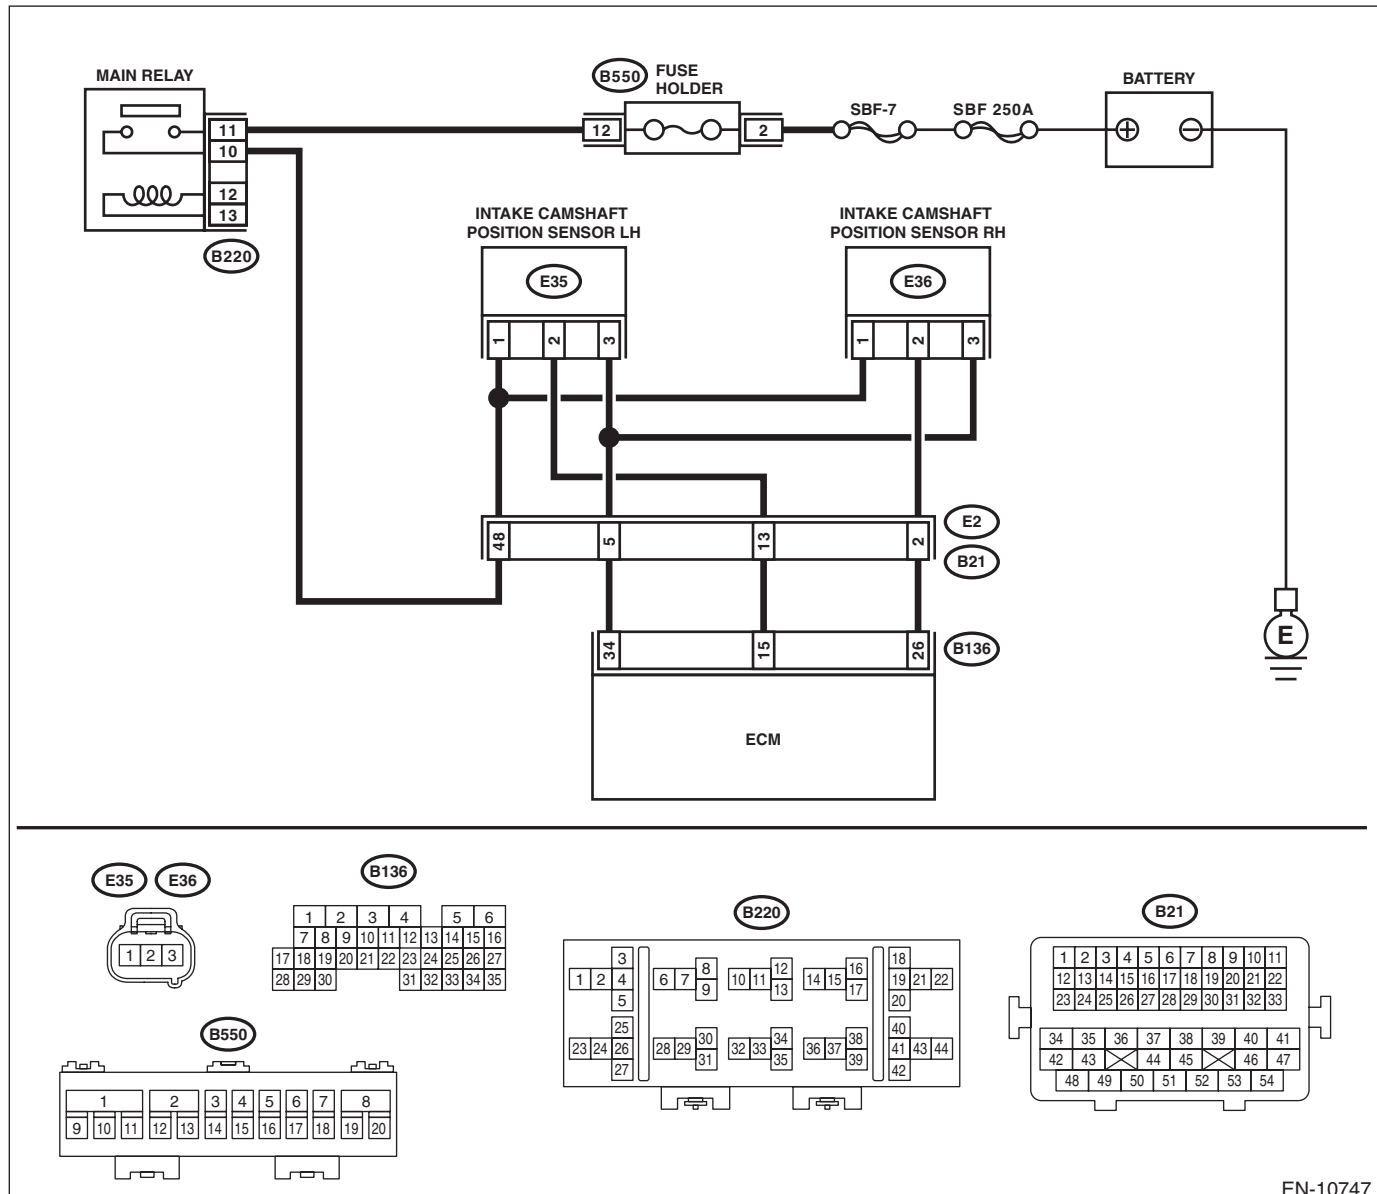 MAIN RELAY
B550
FUSE
HOLDER
SBF-7
SBF 250A
BATTERY
11
10
12
13
B220
12
2
INTAKE CAMSHAFT
POSITION SENSOR LH
E35
1 2 3
INTAKE CAMSHAFT
POSITION SENSOR RH
E36
1 2 3
48 5 13 2
E2
B21
34 15 26
B136
ECM
E
E35 E36
1 2 3
B136
1 2 3 4 5 6
7 8 9 10 11 12 13 14 15 16
17 18 19 20 21 22 23 24 25 26 27
28 29 30 31 32 33 34 35
B220
3 8 12 16 18
1 2 4 6 7 10 11 14 15 19 21 22
5 9 13 17 20
25 30 34 38 40
23 24 26 28 29 32 33 36 37 41 43 44
27 31 35 39 42
B21
1 2 3 4 5 6 7 8 9 10 11
12 13 14 15 16 17 18 19 20 21 22
23 24 25 26 27 28 29 30 31 32 33
34 35 36 37 38 39 40 41
42 43 44 45 46 47
48 49 50 51 52 53 54
B550
1 2 3 4 5 6 7 8
9 10 11 12 13 14 15 16 17 18 19 20
EN-10747